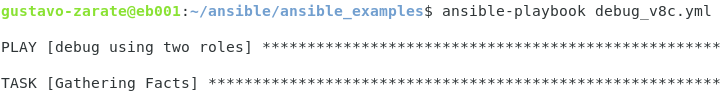 gustavo-zarate@eb001:~/ansible/ansible_examples$ ansible-playbook debug_v8c.yml
PLAY [debug using two roles] ***************************************************
TASK [Gathering Facts] *********************************************************